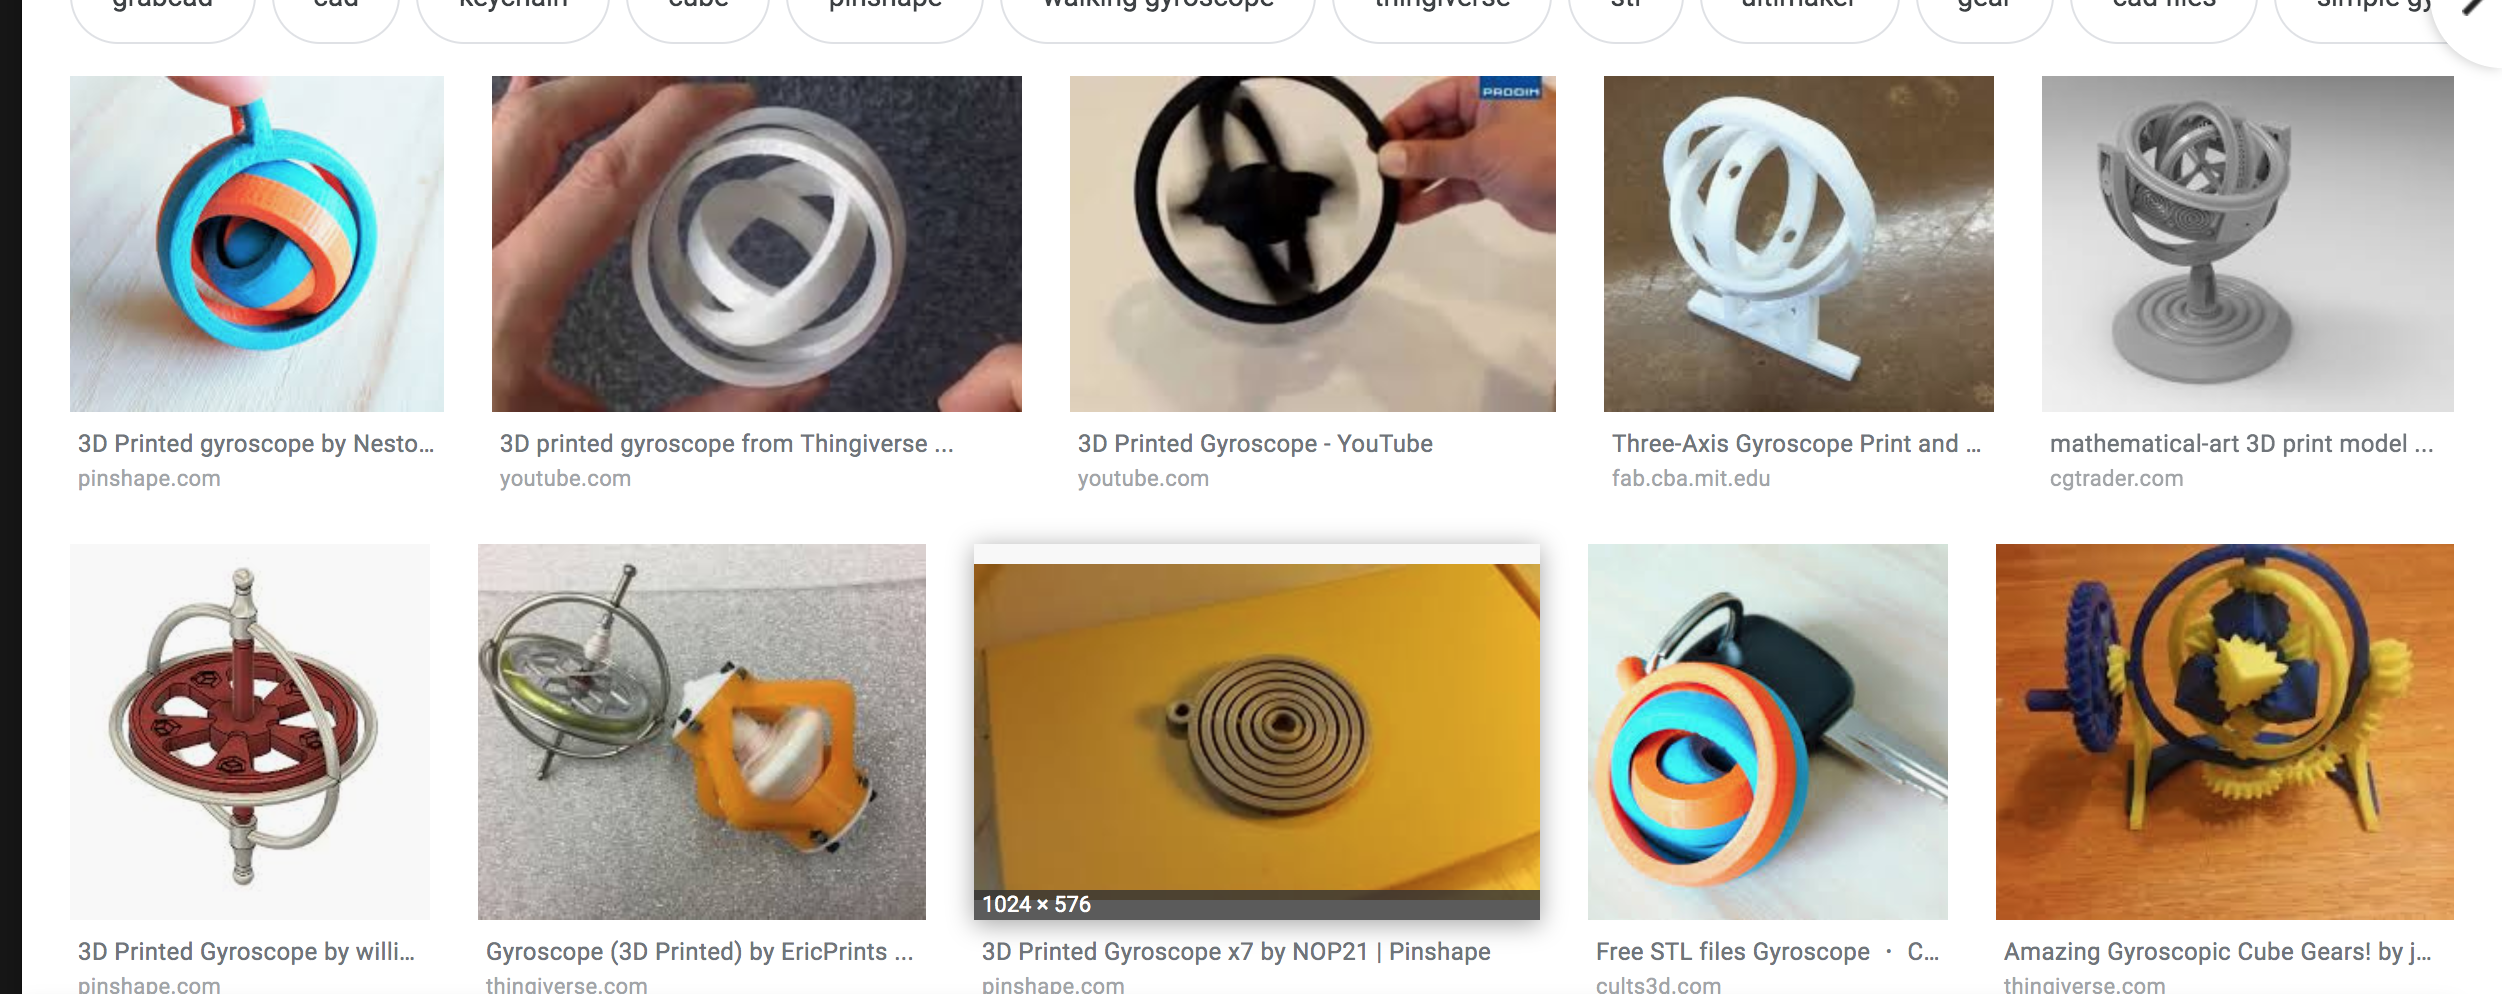 grabcad
cad
keychain
cube
pinshape
walking gyroscope
thingiverse
stl
ultimaker
gear
cad files
simple gy
PRODIM
3D Printed gyroscope by Nesto...
pinshape.com
3D printed gyroscope from Thingiverse ...
youtube.com
3D Printed Gyroscope - YouTube
youtube.com
Three-Axis Gyroscope Print and ...
fab.cba.mit.edu
mathematical-art 3D print model ...
cgtrader.com
1024 × 576
3D Printed Gyroscope by willi...
pinshape.com
Gyroscope (3D Printed) by EricPrints ...
thingiverse.com
3D Printed Gyroscope x7 by NOP21 | Pinshape
pinshape.com
Free STL files Gyroscope ・ C...
cults3d.com
Amazing Gyroscopic Cube Gears! by j...
thingiverse.com